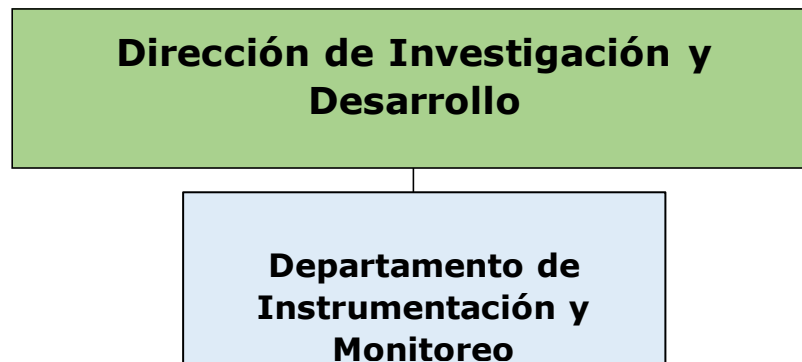 Dirección de Investigación y
Desarrollo
Departamento de
Instrumentación y
Monitoreo